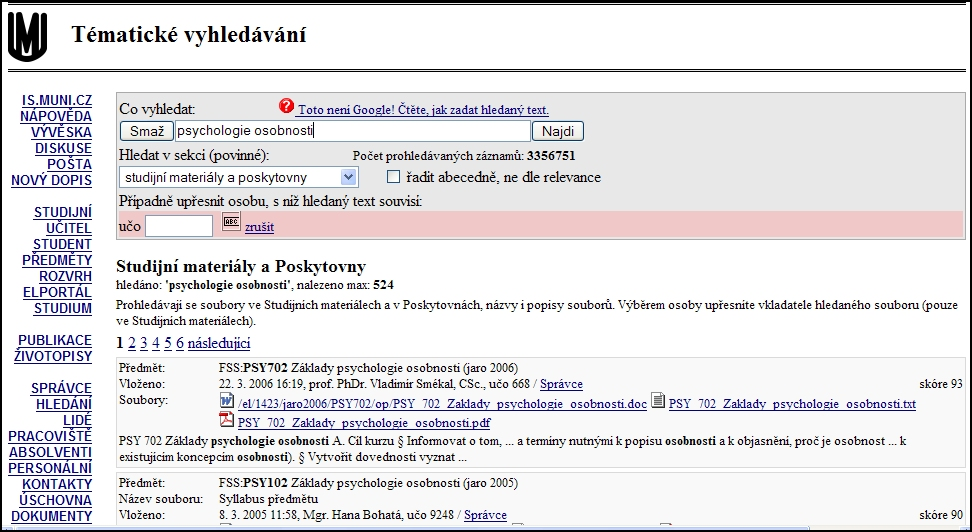 Tématické vyhledávání
IS.MUNI.CZ
NÁPOVĚDA
VÝVĚSKA
DISKUSE
POŠTA
NOVÝ DOPIS
STUDIJNÍ
UČITEL
STUDENT
PŘEDMĚTY
ROZVRH
ELPORTÁL
STUDIUM
PUBLIKACE
ŽIVOTOPISY
SPRÁVCE
HLEDÁNÍ
LIDÉ
PRACOVIŠTĚ
ABSOLVENTI
PERSONÁLNÍ
KONTAKTY
ÚSCHOVNA
DOKUMENTY
Co vyhledat: ? Toto není Google! Čtěte, jak zadat hledaný text.
Smaž psychologie osobnosti Najdi
Hledat v sekci (povinné): Počet prohledávaných záznamů: 3356751
studijní materiály a poskytovny řadit abecedně, ne dle relevance
Případně upřesnit osobu, s níž hledaný text souvisí:
učo ABC zrušit
Studijní materiály a Poskytovny
hledáno: 'psychologie osobnosti', nalezeno max: 524
Prohledávají se soubory ve Studijních materiálech a v Poskytovnách, názvy i popisy souborů. Výběrem osoby upřesníte vkladatele hledaného souboru (pouze
ve Studijních materiálech).
1 2 3 4 5 6 následující
Předmět: FSS:PSY702 Základy psychologie osobnosti (jaro 2006)
Vloženo: 22. 3. 2006 16:19, prof. PhDr. Vladimír Smékal, CSc., učo 668 / Správce skóre 93
Soubory: /el/1423/jaro2006/PSY702/op/PSY_702_Zaklady_psychologie_osobnosti.doc PSY_702_Zaklady_psychologie_osobnosti.txt
PSY_702_Zaklady_psychologie_osobnosti.pdf
PSY 702 Základy psychologie osobnosti A. Cíl kurzu § Informovat o tom, ... a termíny nutnými k popisu osobnosti a k objasnění, proč je osobnost ... k
existujícím koncepcím osobnosti). § Vytvořit dovednosti vyznat ...
Předmět: FSS:PSY102 Základy psychologie osobnosti (jaro 2005)
Název souboru: Syllabus předmětu
Vloženo: 8. 3. 2005 11:58, Mgr. Hana Bohatá, učo 9248 / Správce skóre 90